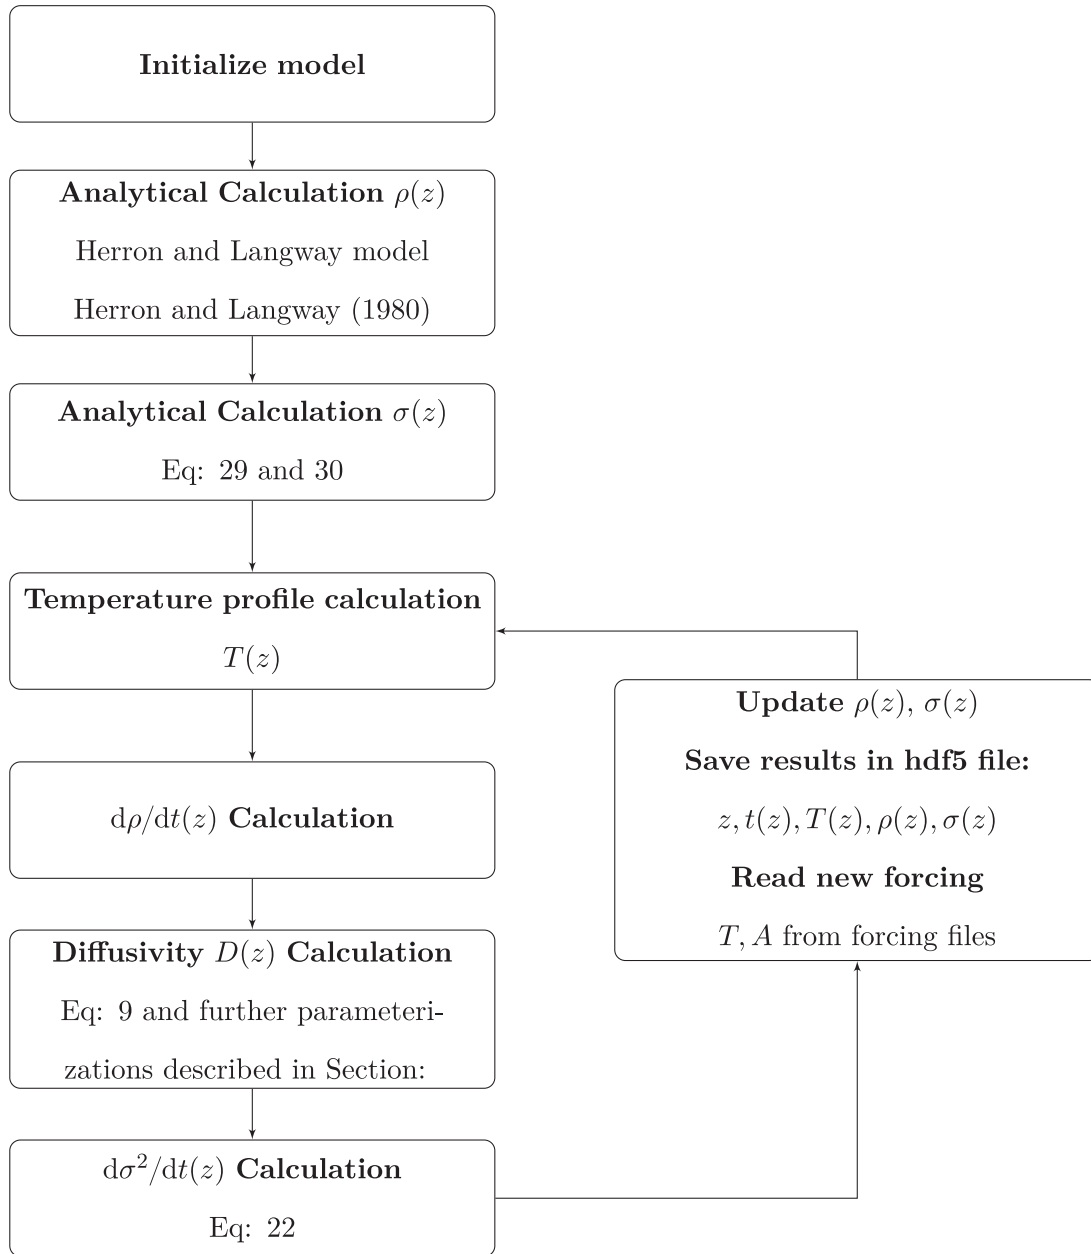 Initialize model
Analytical Calculation ρ(z)
Herron and Langway model
Herron and Langway (1980)
Analytical Calculation σ(z)
Eq: 29 and 30
Temperature profile calculation
T(z)
dρ/dt(z) Calculation
Diffusivity D(z) Calculation
Eq: 9 and further parameteri-
zations described in Section:
dσ²/dt(z) Calculation
Eq: 22
Update ρ(z), σ(z)
Save results in hdf5 file:
z, t(z), T(z), ρ(z), σ(z)
Read new forcing
T, A from forcing files